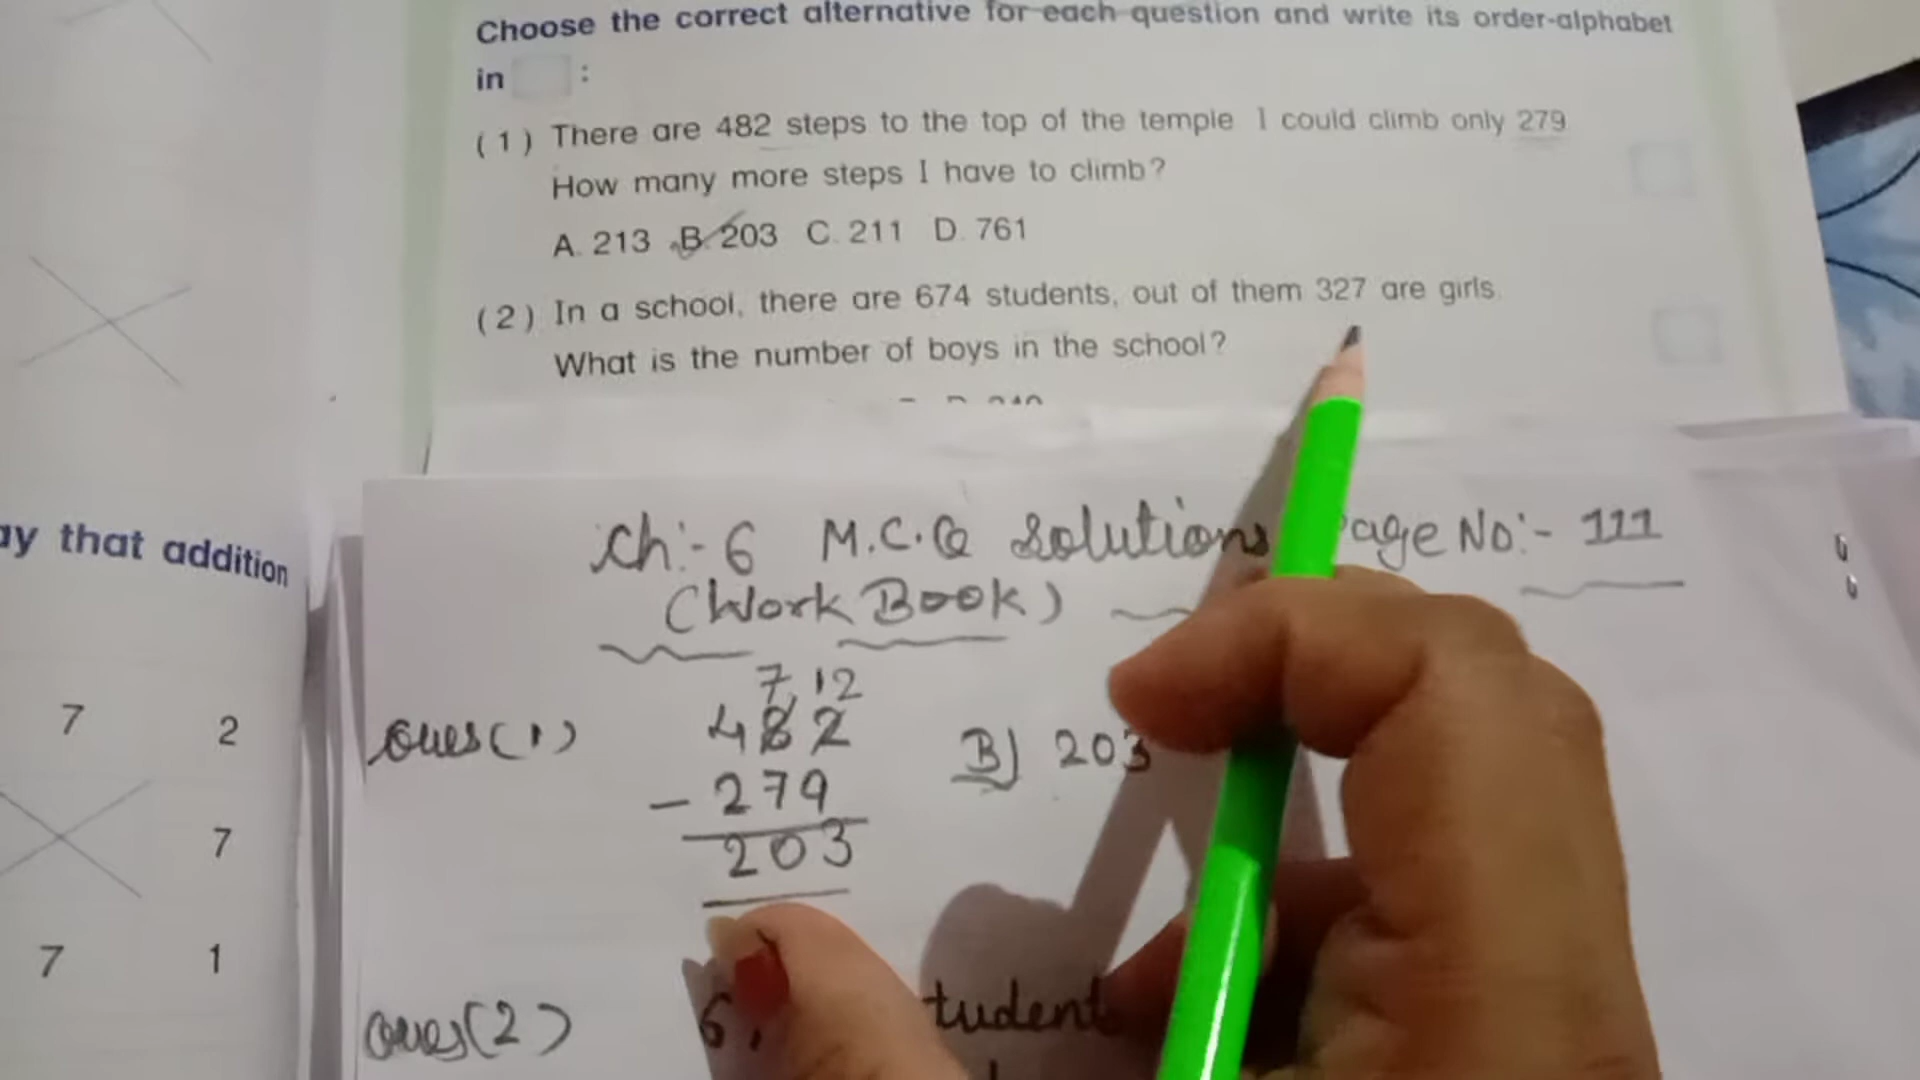 Choose the correct alternative for each question and write its order-alphabet
in :
(1) There are 482 steps to the top of the temple I could climb only 279
How many more steps I have to climb?
A. 213 B. 203 C. 211 D. 761
(2) In a school, there are 674 students, out of them 327 are girls.
What is the number of boys in the school?
that addition
7 2
7
7 1
Ch:- 6 M.C.Q Solutions Page No:- 111
(Work Book)
7 12
Ques(1) 482 B) 203
- 279
203
Ques(2)